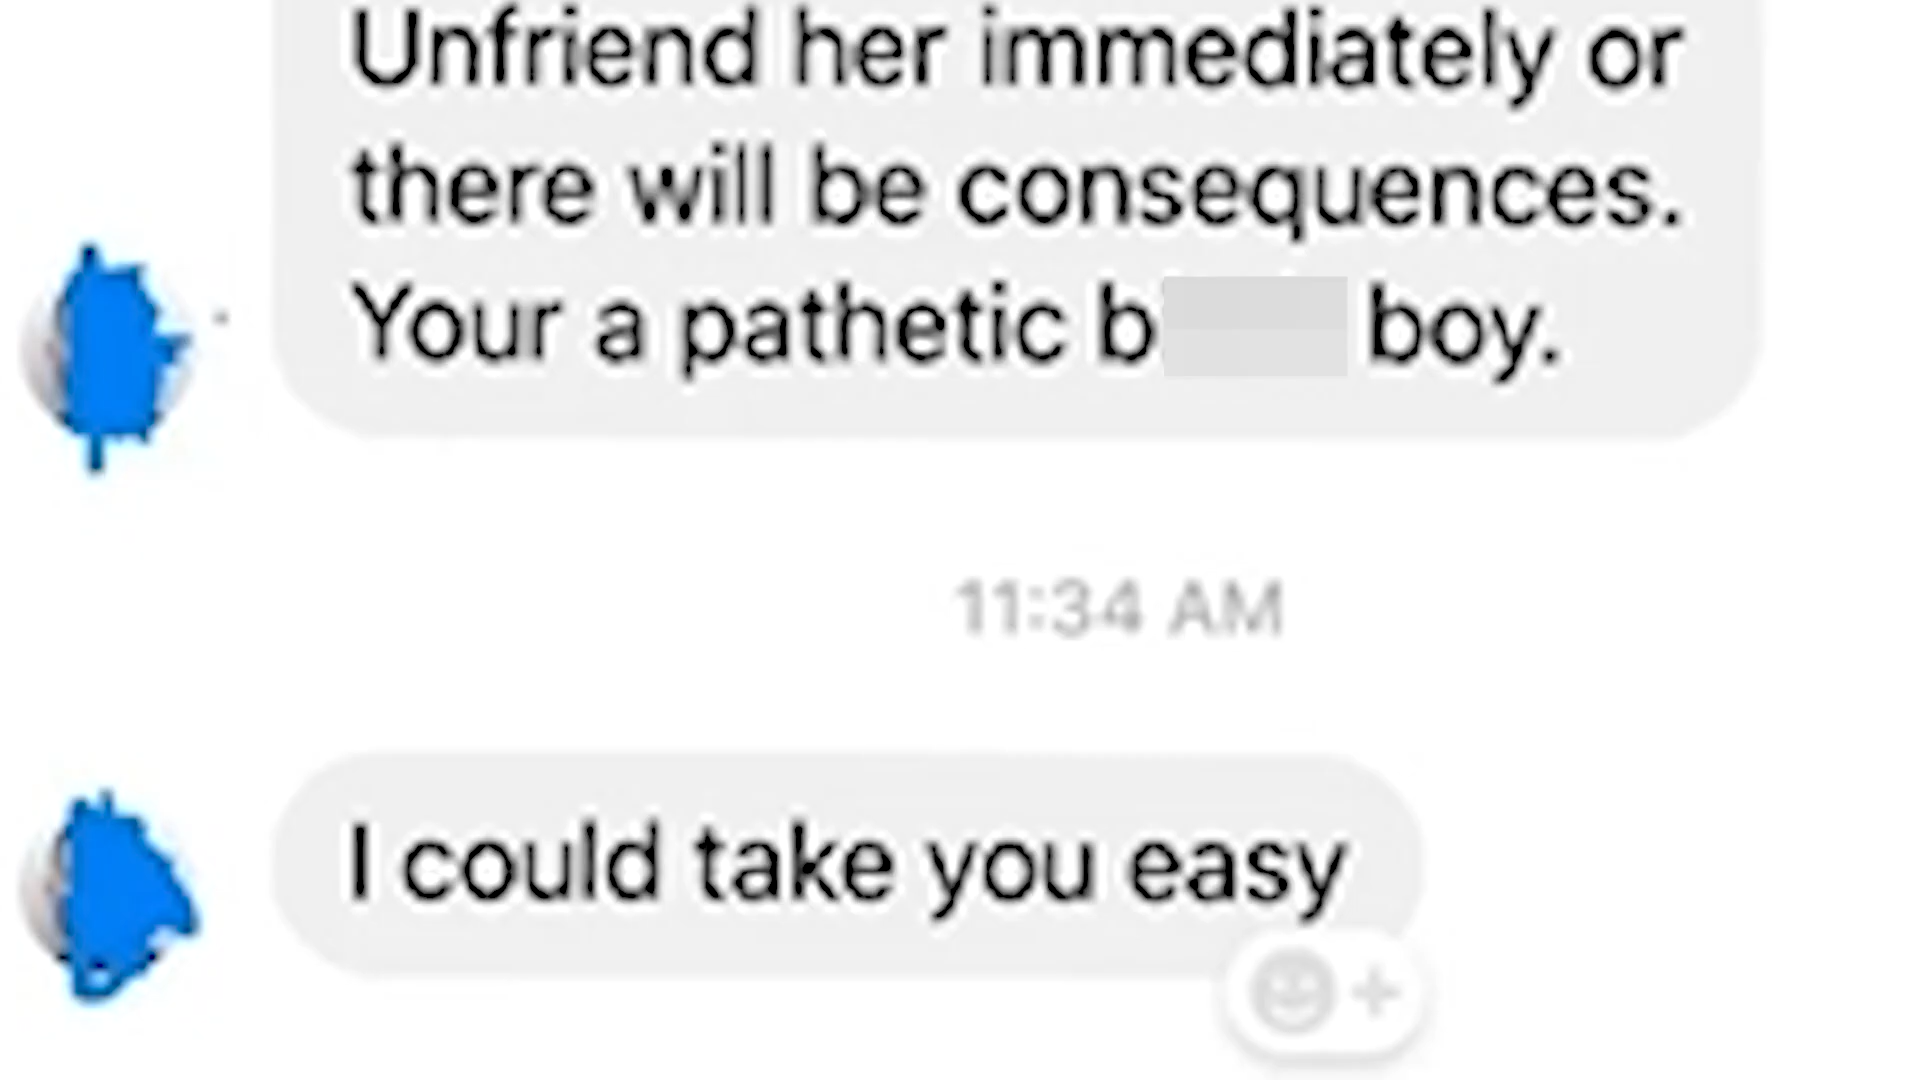 Unfriend her immediately or
there will be consequences.
Your a pathetic b boy.
11:34 AM
I could take you easy